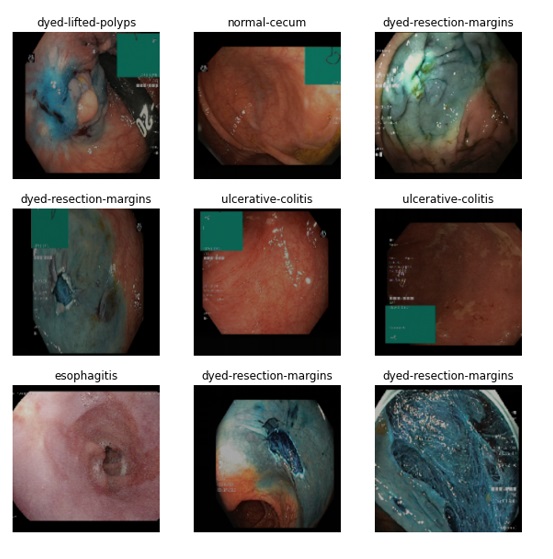 dyed-lifted-polyps
normal-cecum
dyed-resection-margins
dyed-resection-margins
ulcerative-colitis
ulcerative-colitis
esophagitis
dyed-resection-margins
dyed-resection-margins